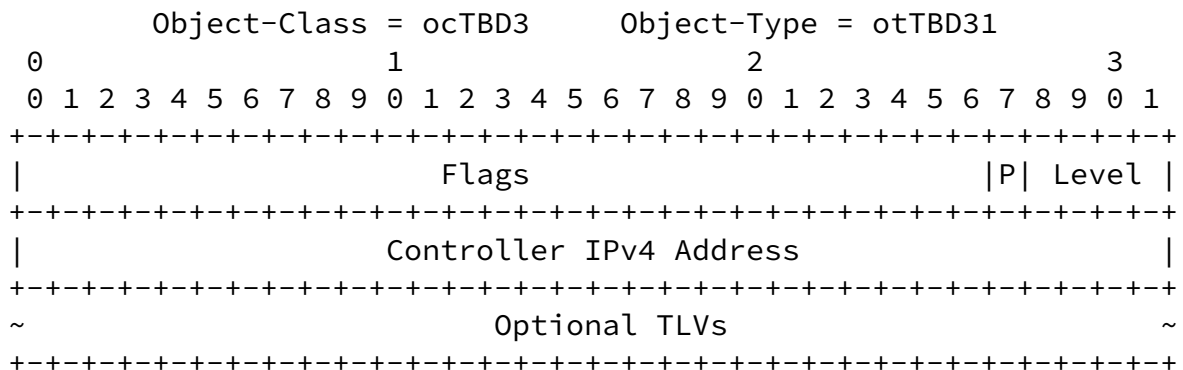 Object-Class = ocTBD3     Object-Type = otTBD31
 0                   1                   2                   3
 0 1 2 3 4 5 6 7 8 9 0 1 2 3 4 5 6 7 8 9 0 1 2 3 4 5 6 7 8 9 0 1
+-+-+-+-+-+-+-+-+-+-+-+-+-+-+-+-+-+-+-+-+-+-+-+-+-+-+-+-+-+-+-+-+
|                       Flags                         |P| Level |
+-+-+-+-+-+-+-+-+-+-+-+-+-+-+-+-+-+-+-+-+-+-+-+-+-+-+-+-+-+-+-+-+
|                    Controller IPv4 Address                    |
+-+-+-+-+-+-+-+-+-+-+-+-+-+-+-+-+-+-+-+-+-+-+-+-+-+-+-+-+-+-+-+-+
~                          Optional TLVs                        ~
+-+-+-+-+-+-+-+-+-+-+-+-+-+-+-+-+-+-+-+-+-+-+-+-+-+-+-+-+-+-+-+-+